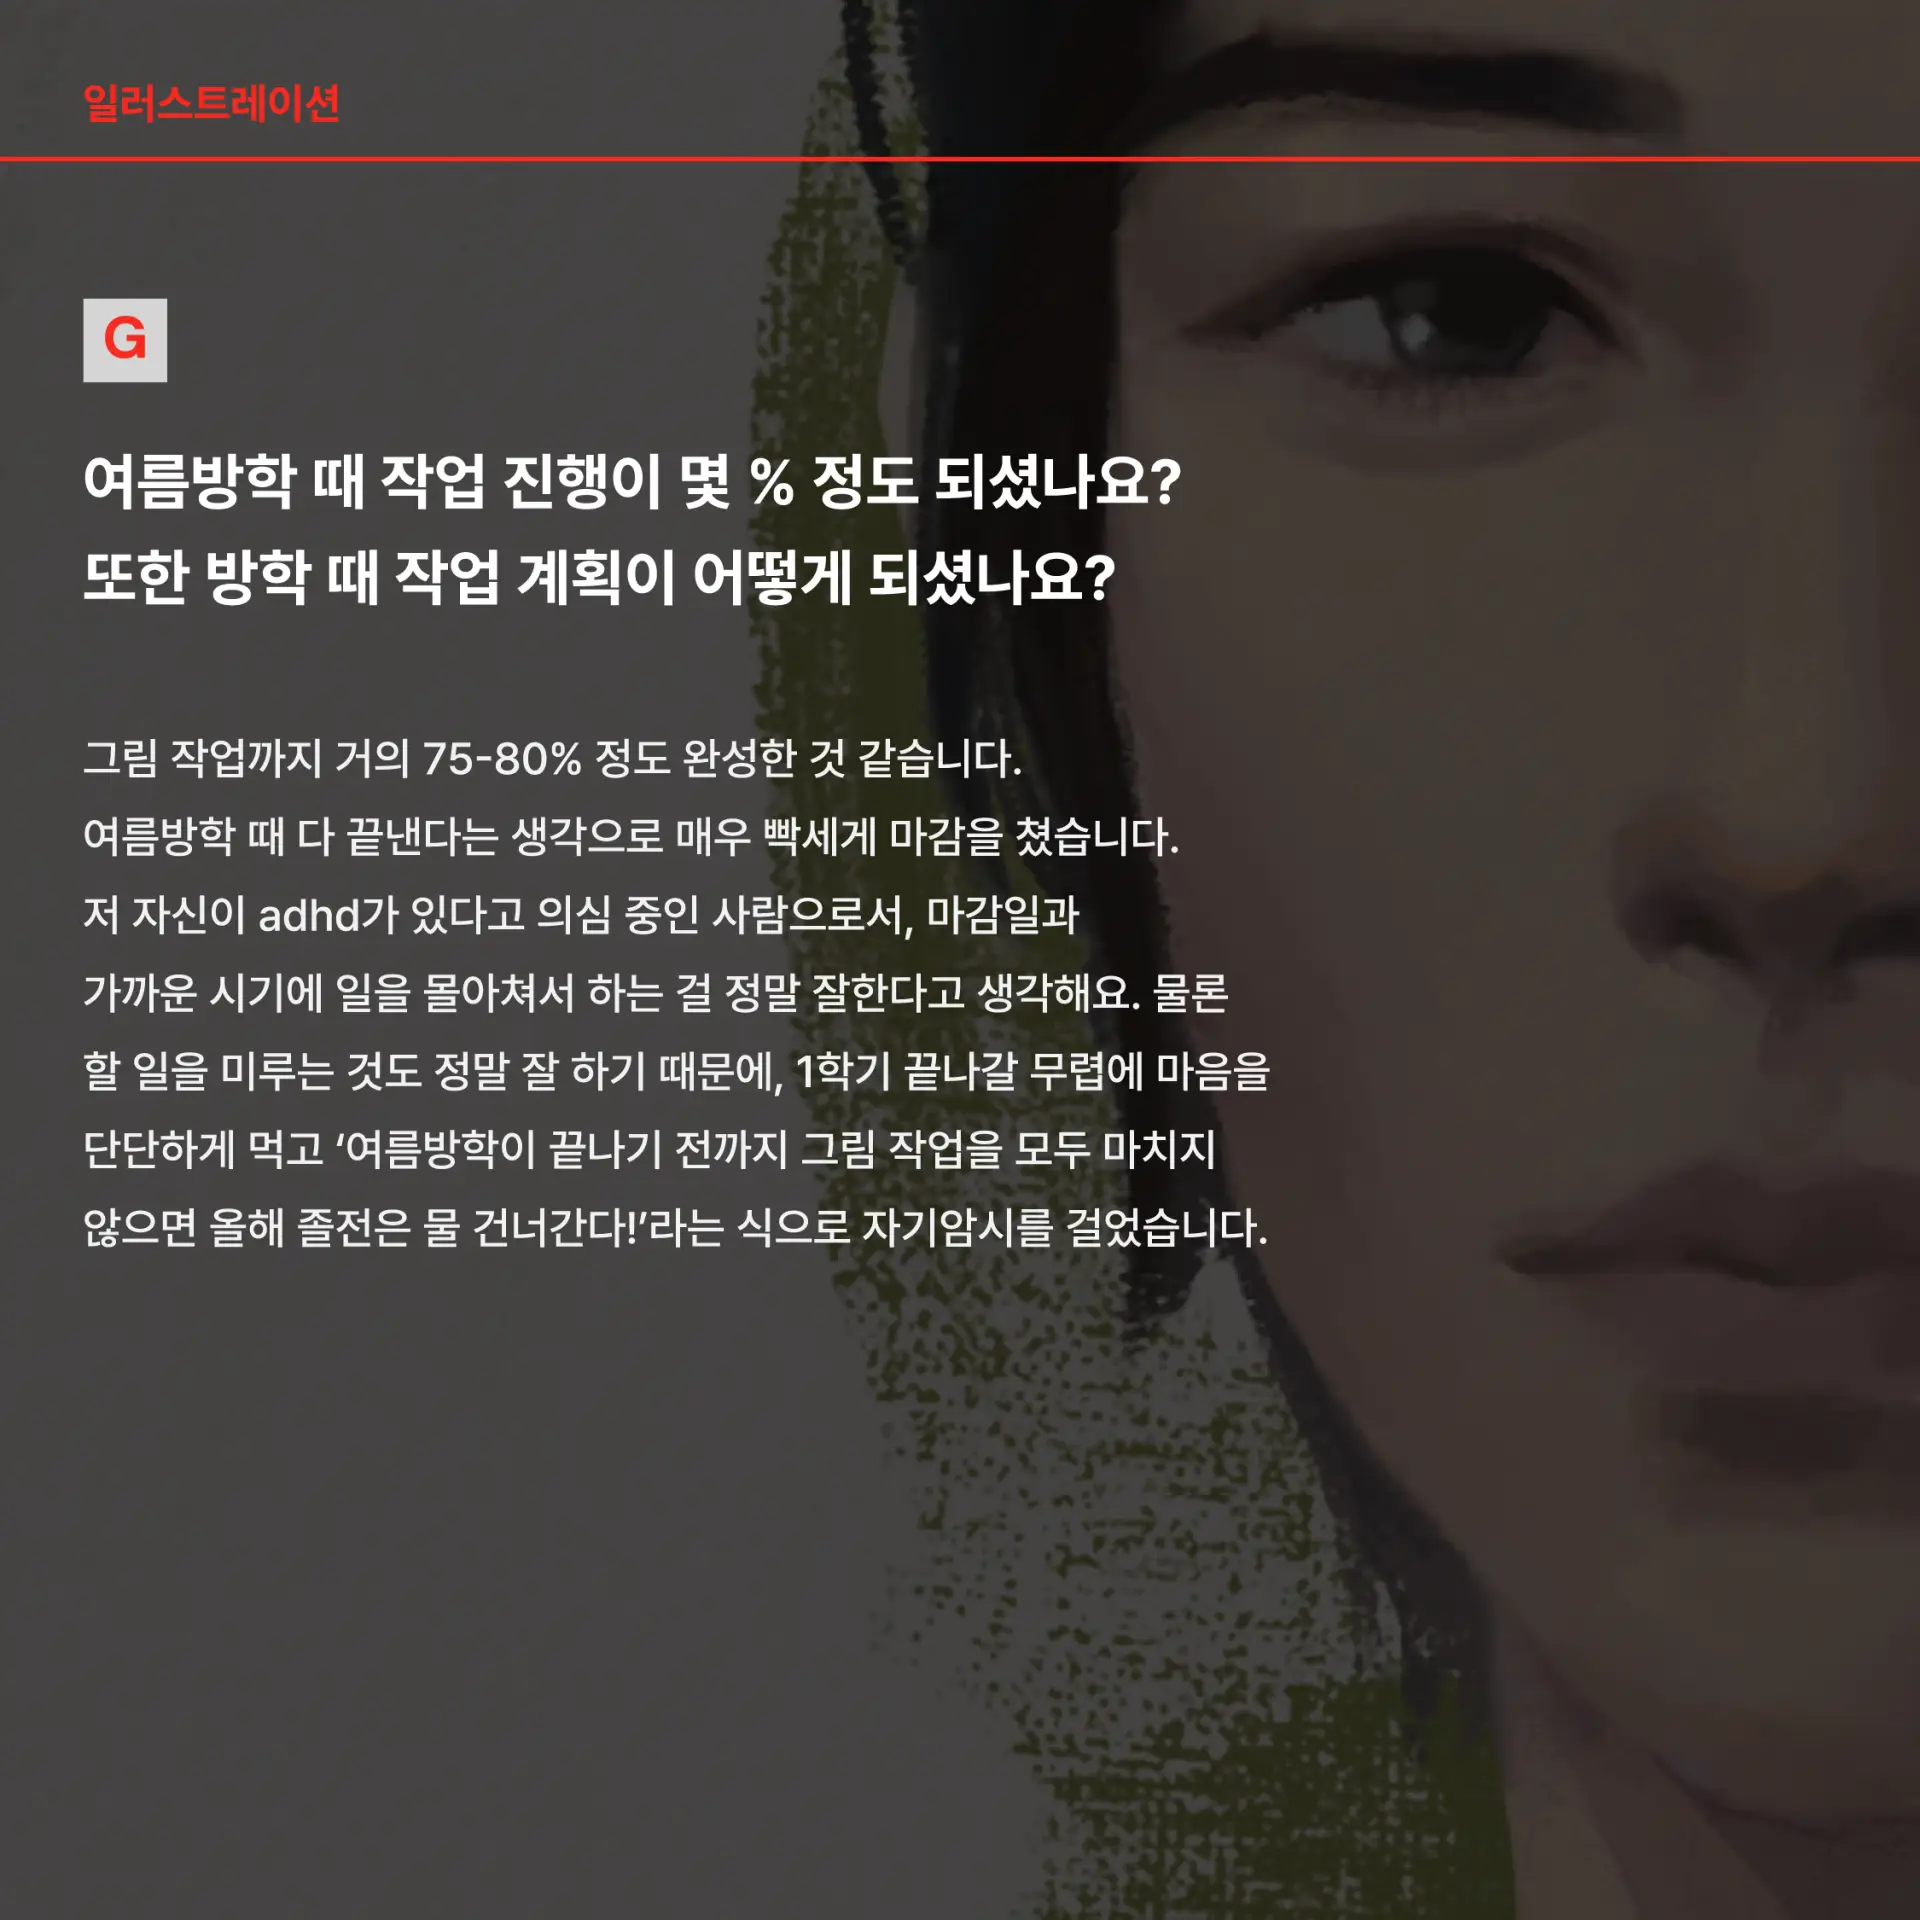 일러스트레이션
G
여름방학 때 작업 진행이 몇 % 정도 되셨나요?
또한 방학 때 작업 계획이 어떻게 되셨나요?
그림 작업까지 거의 75-80% 정도 완성한 것 같습니다.
여름방학 때 다 끝낸다는 생각으로 매우 빡세게 마감을 쳤습니다.
저 자신이 adhd가 있다고 의심 중인 사람으로서, 마감일과
가까운 시기에 일을 몰아쳐서 하는 걸 정말 잘한다고 생각해요. 물론
할 일을 미루는 것도 정말 잘 하기 때문에, 1학기 끝나갈 무렵에 마음을
단단하게 먹고 ‘여름방학이 끝나기 전까지 그림 작업을 모두 마치지
않으면 올해 졸전은 물 건너간다!’라는 식으로 자기암시를 걸었습니다.